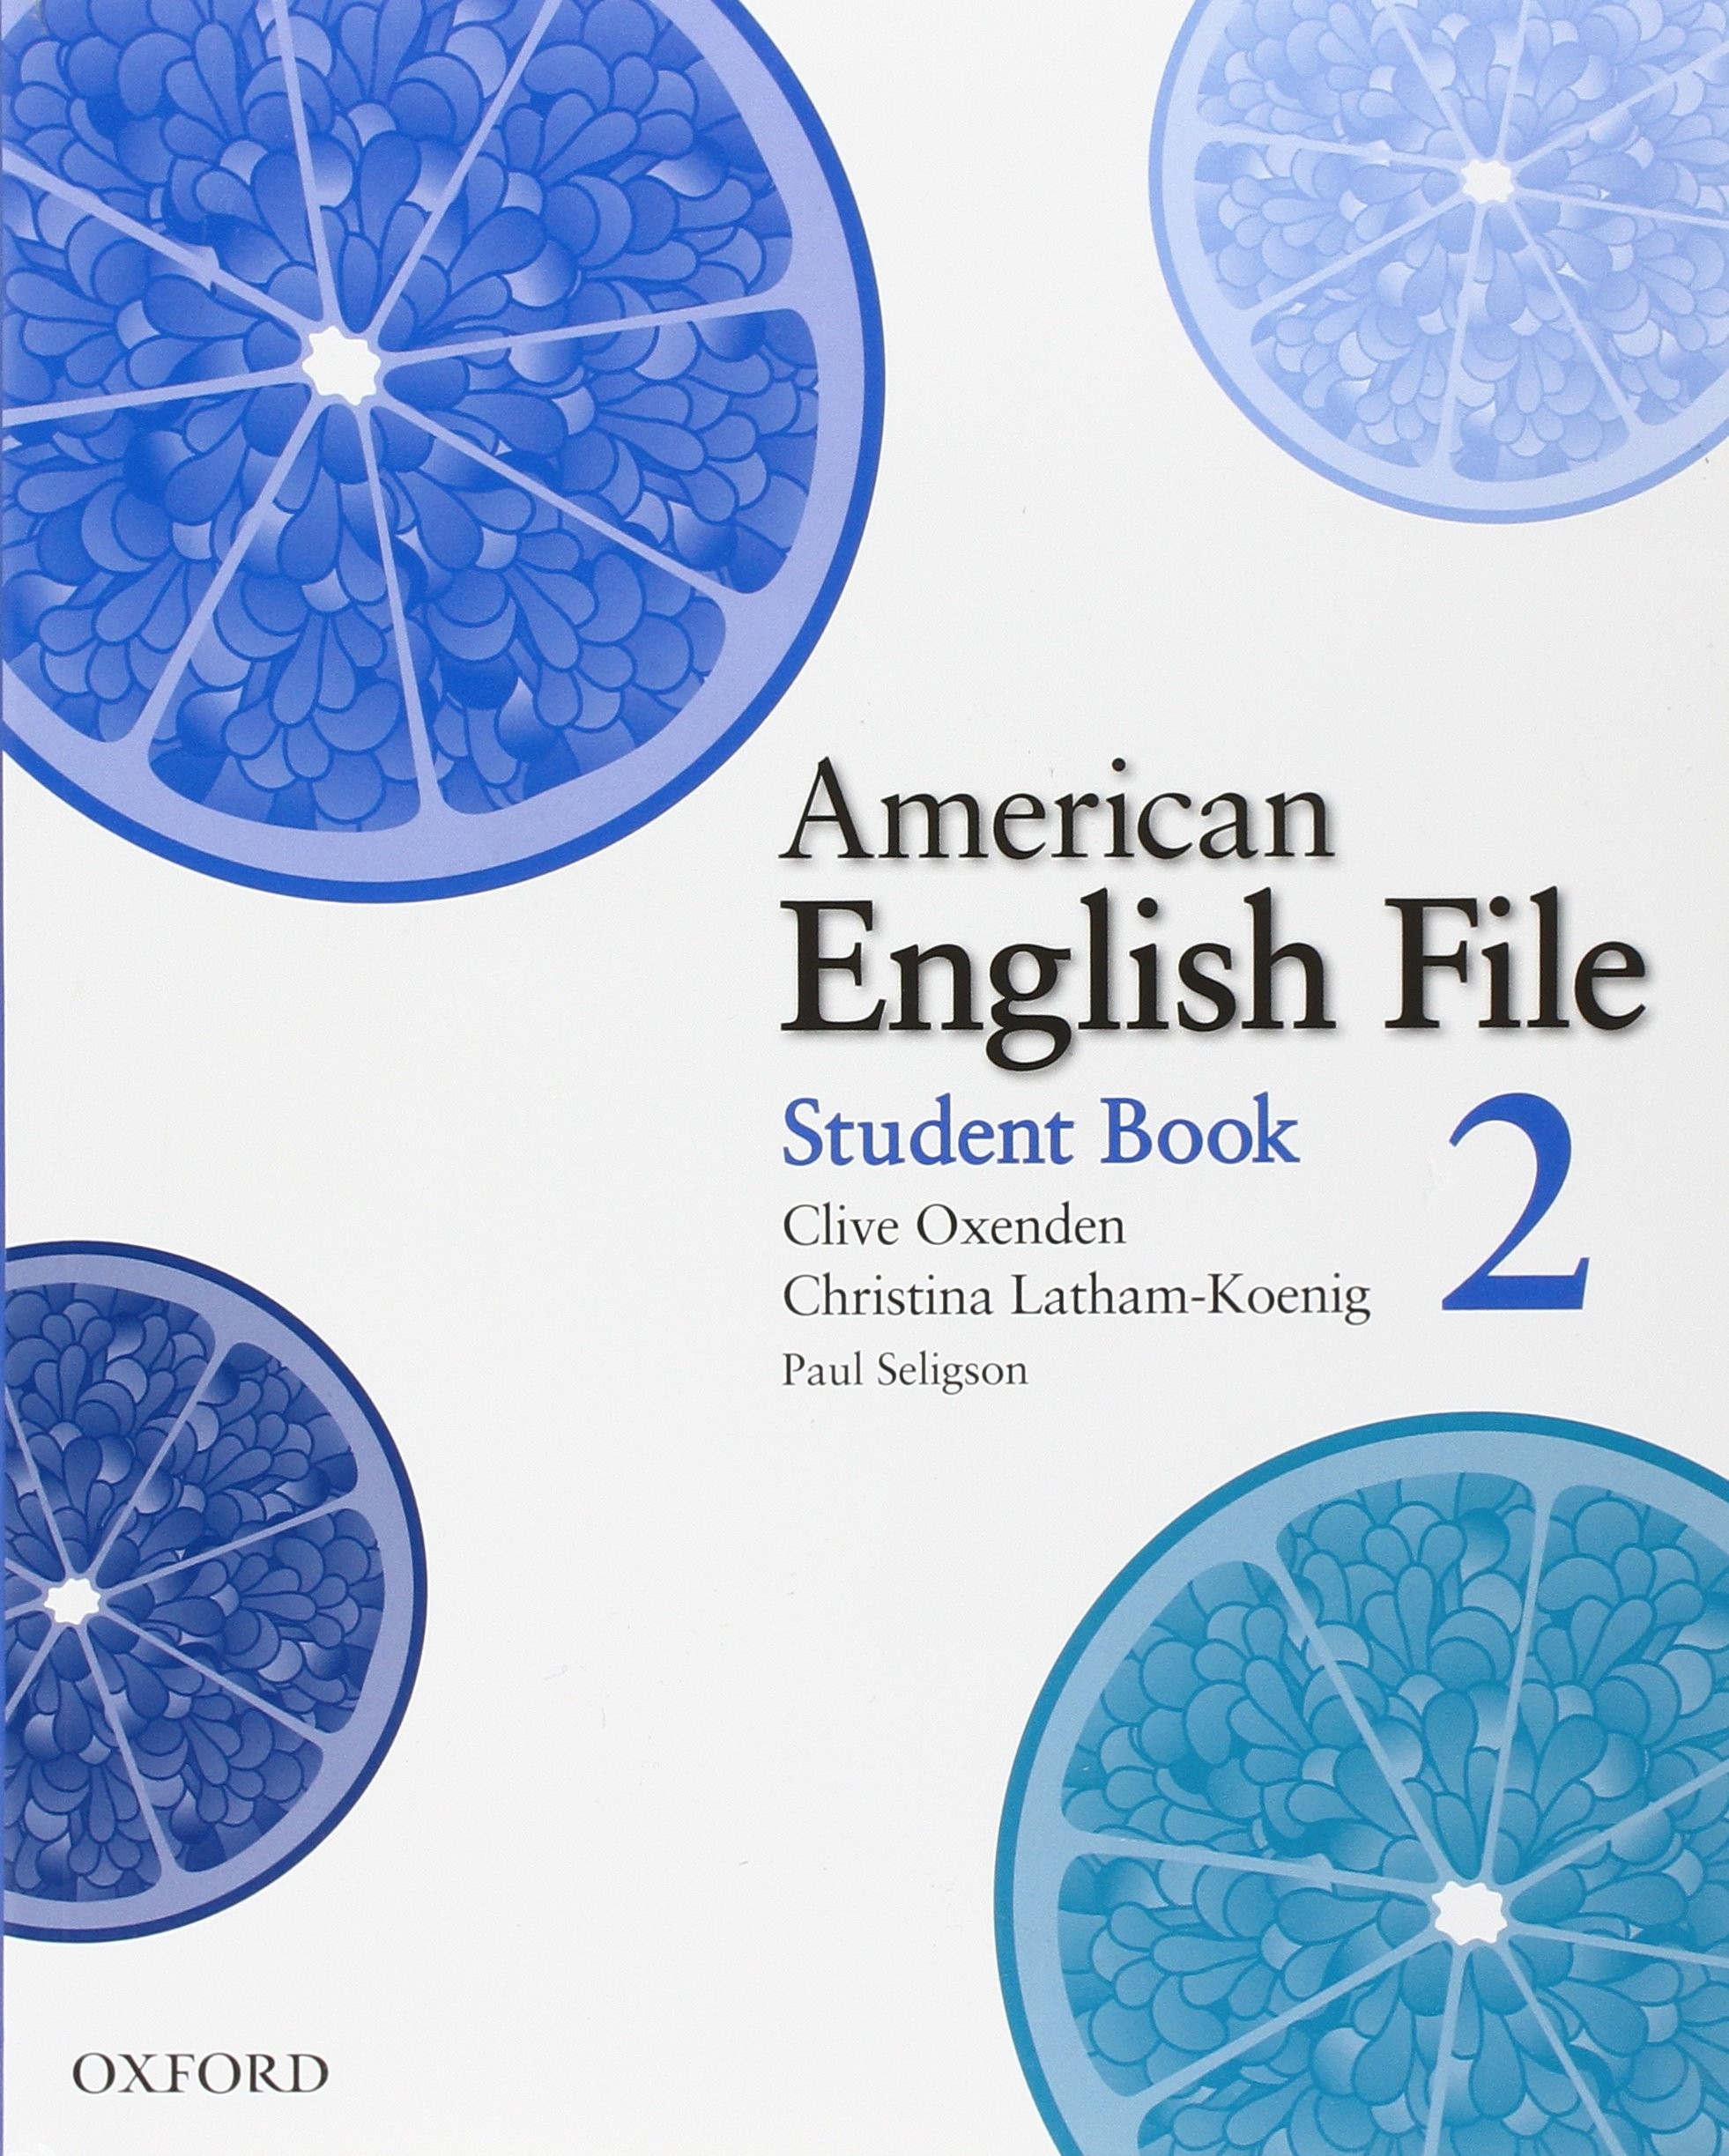 American
English File
Student Book 2
Clive Oxenden
Christina Latham-Koenig
Paul Seligson
OXFORD